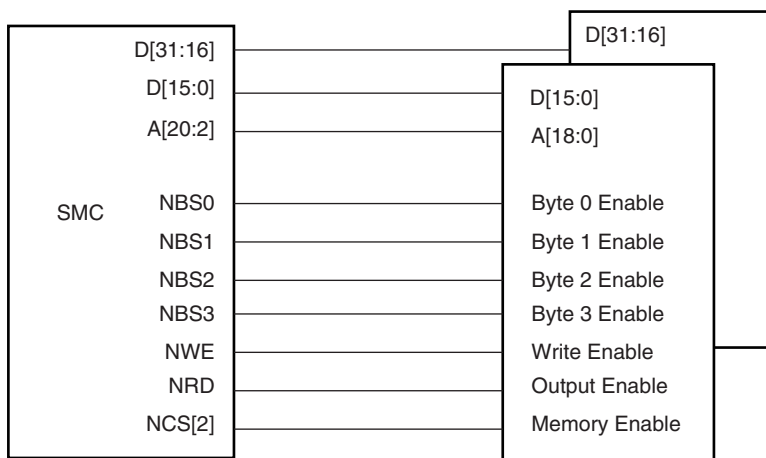 D[31:16] D[31:16]
D[15:0] D[15:0]
A[20:2] A[18:0]
NBS0 Byte 0 Enable
SMC
NBS1 Byte 1 Enable
NBS2 Byte 2 Enable
NBS3 Byte 3 Enable
NWE Write Enable
NRD Output Enable
NCS[2] Memory Enable